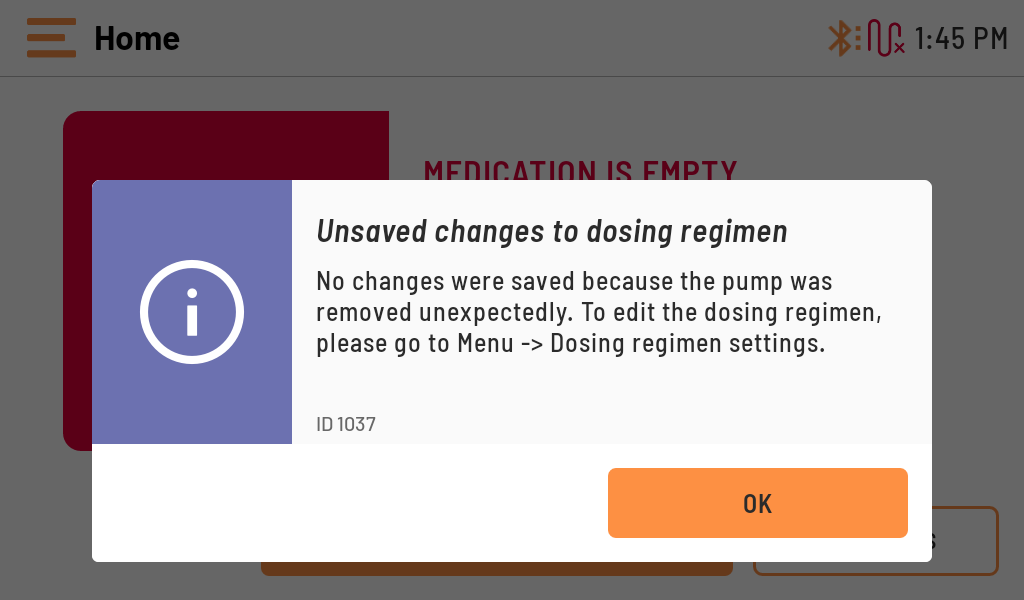 Home
1:45 PM
MEDICATION IS EMPTY
Unsaved changes to dosing regimen
No changes were saved because the pump was
removed unexpectedly. To edit the dosing regimen,
please go to Menu -> Dosing regimen settings.
ID 1037
OK